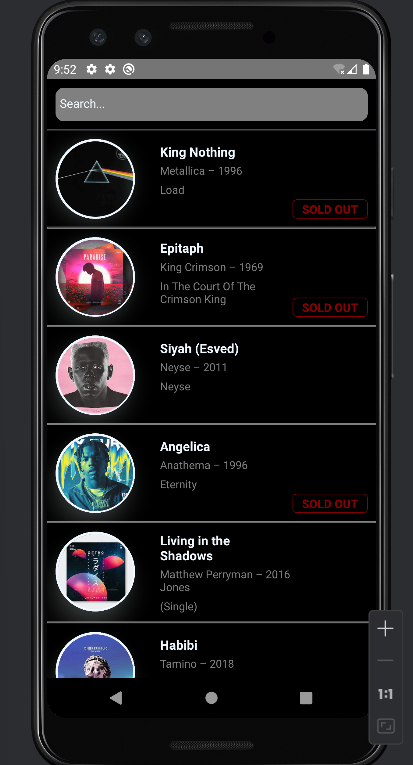 9:52
Search...
King Nothing
Metallica – 1996
Load
SOLD OUT
PARADISE
Epitaph
King Crimson – 1969
In The Court Of The
Crimson King
SOLD OUT
Siyah (Esved)
Neyse – 2011
Neyse
Angelica
Anathema – 1996
Eternity
SOLD OUT
Living in the
Shadows
Matthew Perryman – 2016
Jones
(Single)
Habibi
Tamino – 2018
1:1